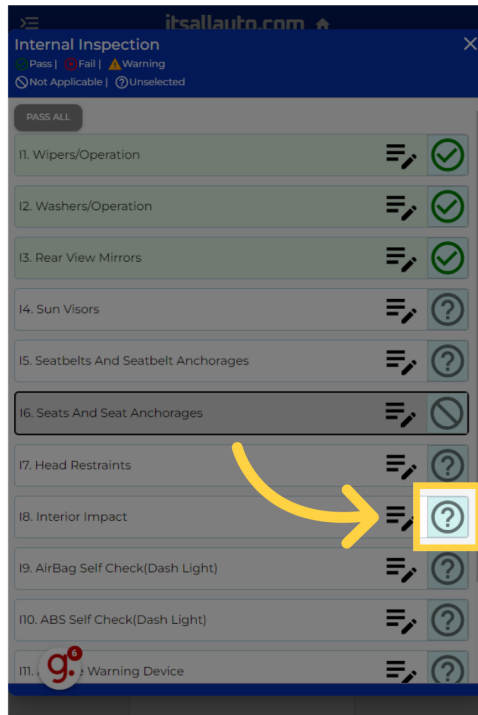 itsallauto.com
Internal Inspection
Pass | Fail | Warning
Not Applicable | Unselected
PASS ALL
I1. Wipers/Operation
I2. Washers/Operation
I3. Rear View Mirrors
I4. Sun Visors
I5. Seatbelts And Seatbelt Anchorages
I6. Seats And Seat Anchorages
I7. Head Restraints
I8. Interior Impact
I9. AirBag Self Check(Dash Light)
I10. ABS Self Check(Dash Light)
I11. Warning Device
g. 6